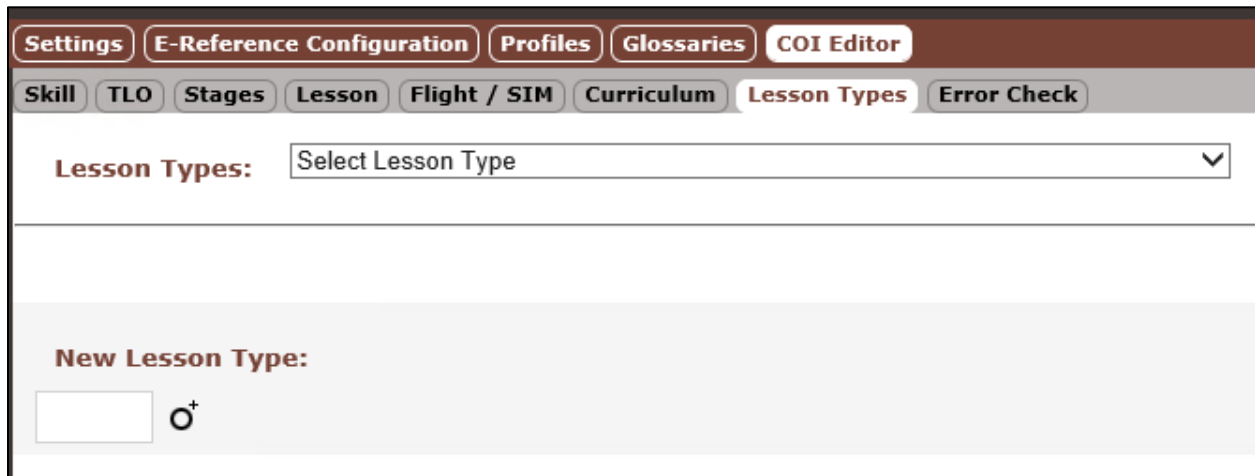 Settings E-Reference Configuration Profiles Glossaries COI Editor
Skill TLO Stages Lesson Flight / SIM Curriculum Lesson Types Error Check
Lesson Types: Select Lesson Type
New Lesson Type: